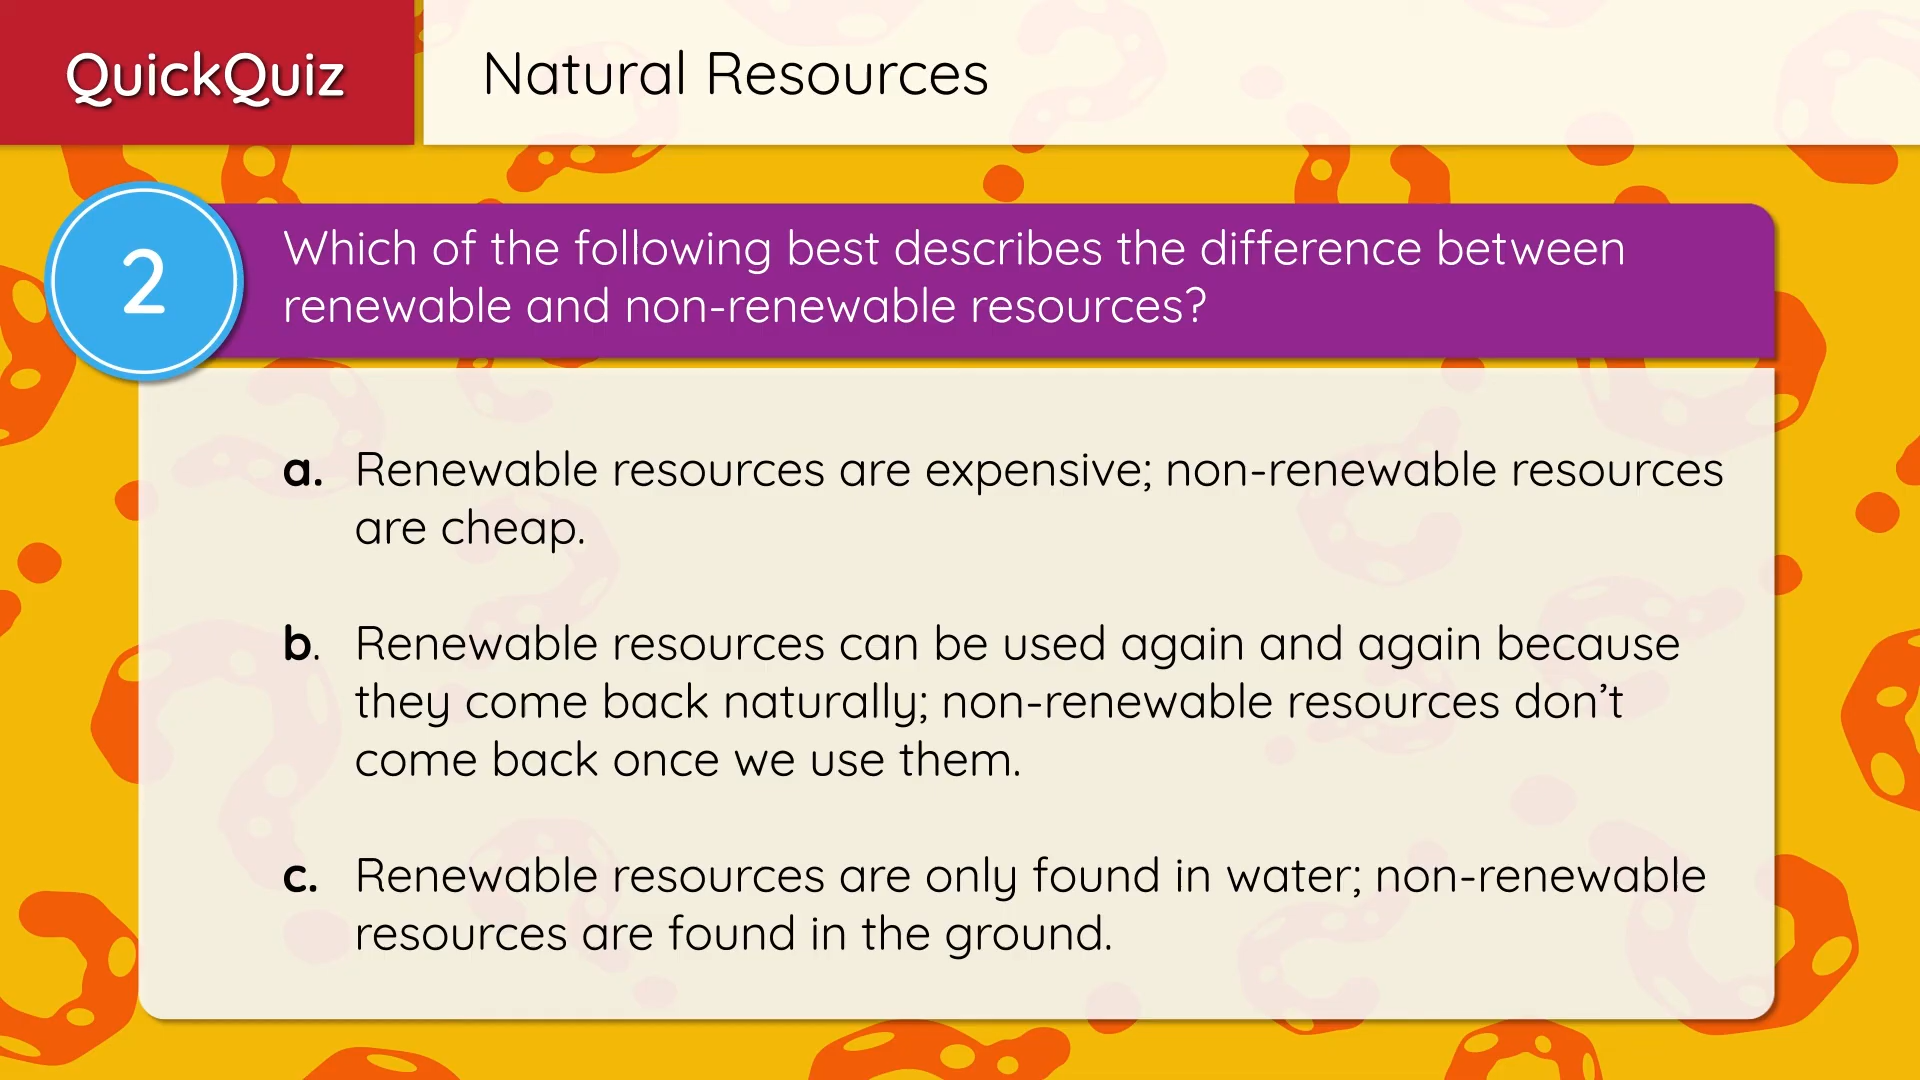 QuickQuiz
Natural Resources
2
Which of the following best describes the difference between
renewable and non-renewable resources?
a. Renewable resources are expensive; non-renewable resources
are cheap.
b. Renewable resources can be used again and again because
they come back naturally; non-renewable resources don’t
come back once we use them.
c. Renewable resources are only found in water; non-renewable
resources are found in the ground.